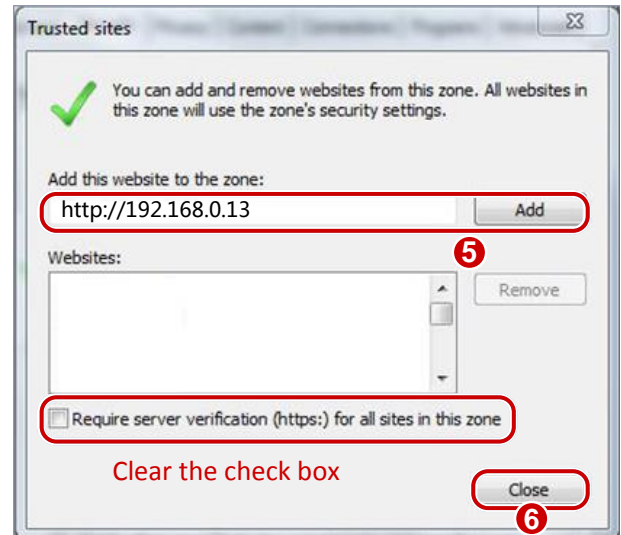 Trusted sites
You can add and remove websites from this zone. All websites in
this zone will use the zone's security settings.
Add this website to the zone:
http://192.168.0.13
Add
5
Websites:
Remove
Require server verification (https:) for all sites in this zone
Clear the check box
Close
6